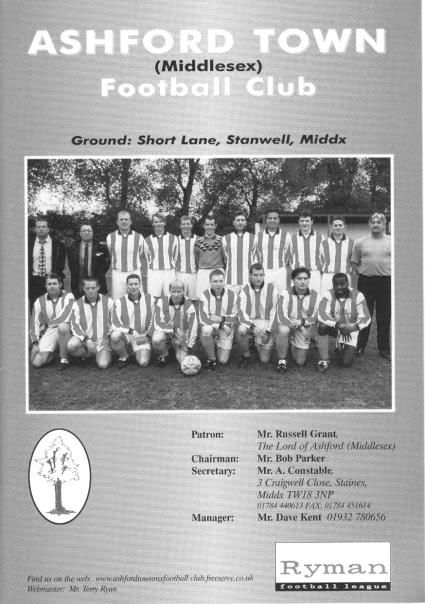 ASHFORD TOWN
(Middlesex)
Football Club
Ground: Short Lane, Stanwell, Middx
Patron: Mr. Russell Grant,
The Lord of Ashford (Middlesex)
Chairman: Mr. Bob Parker
Secretary: Mr. A. Constable,
3 Craigwell Close, Staines,
Middx TW18 3NP
01784 440613 FAX: 01784 451614
Manager: Mr. Dave Kent 01932 780656
Find us on the web: www.ashfordtownmxfootball club.freeserve.co.uk
Webmaster: Mr. Terry Ryan
Ryman
football league